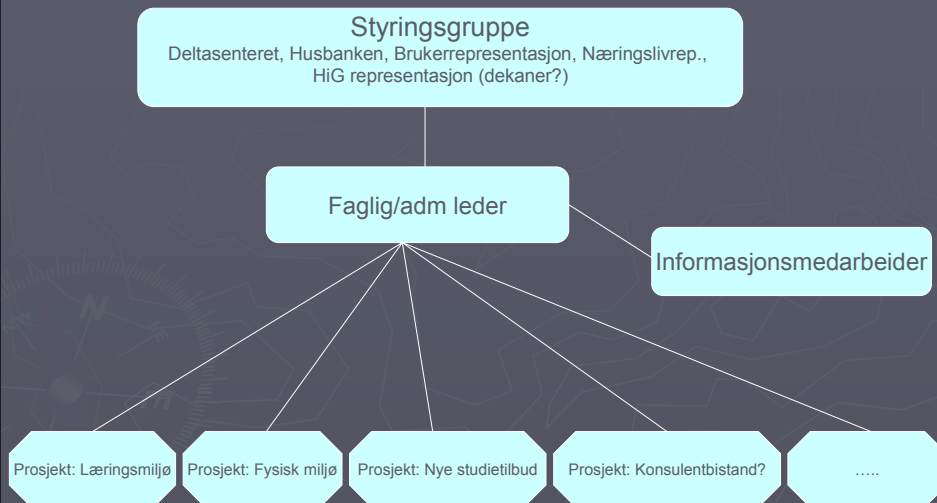 Styringsgruppe
Deltasenteret, Husbanken, Brukerrepresentasjon, Næringslivrep.,
HiG representasjon (dekaner?)
Faglig/adm leder
Informasjonsmedarbeider
Prosjekt: Læringsmiljø
Prosjekt: Fysisk miljø
Prosjekt: Nye studietilbud
Prosjekt: Konsulentbistand?
…..